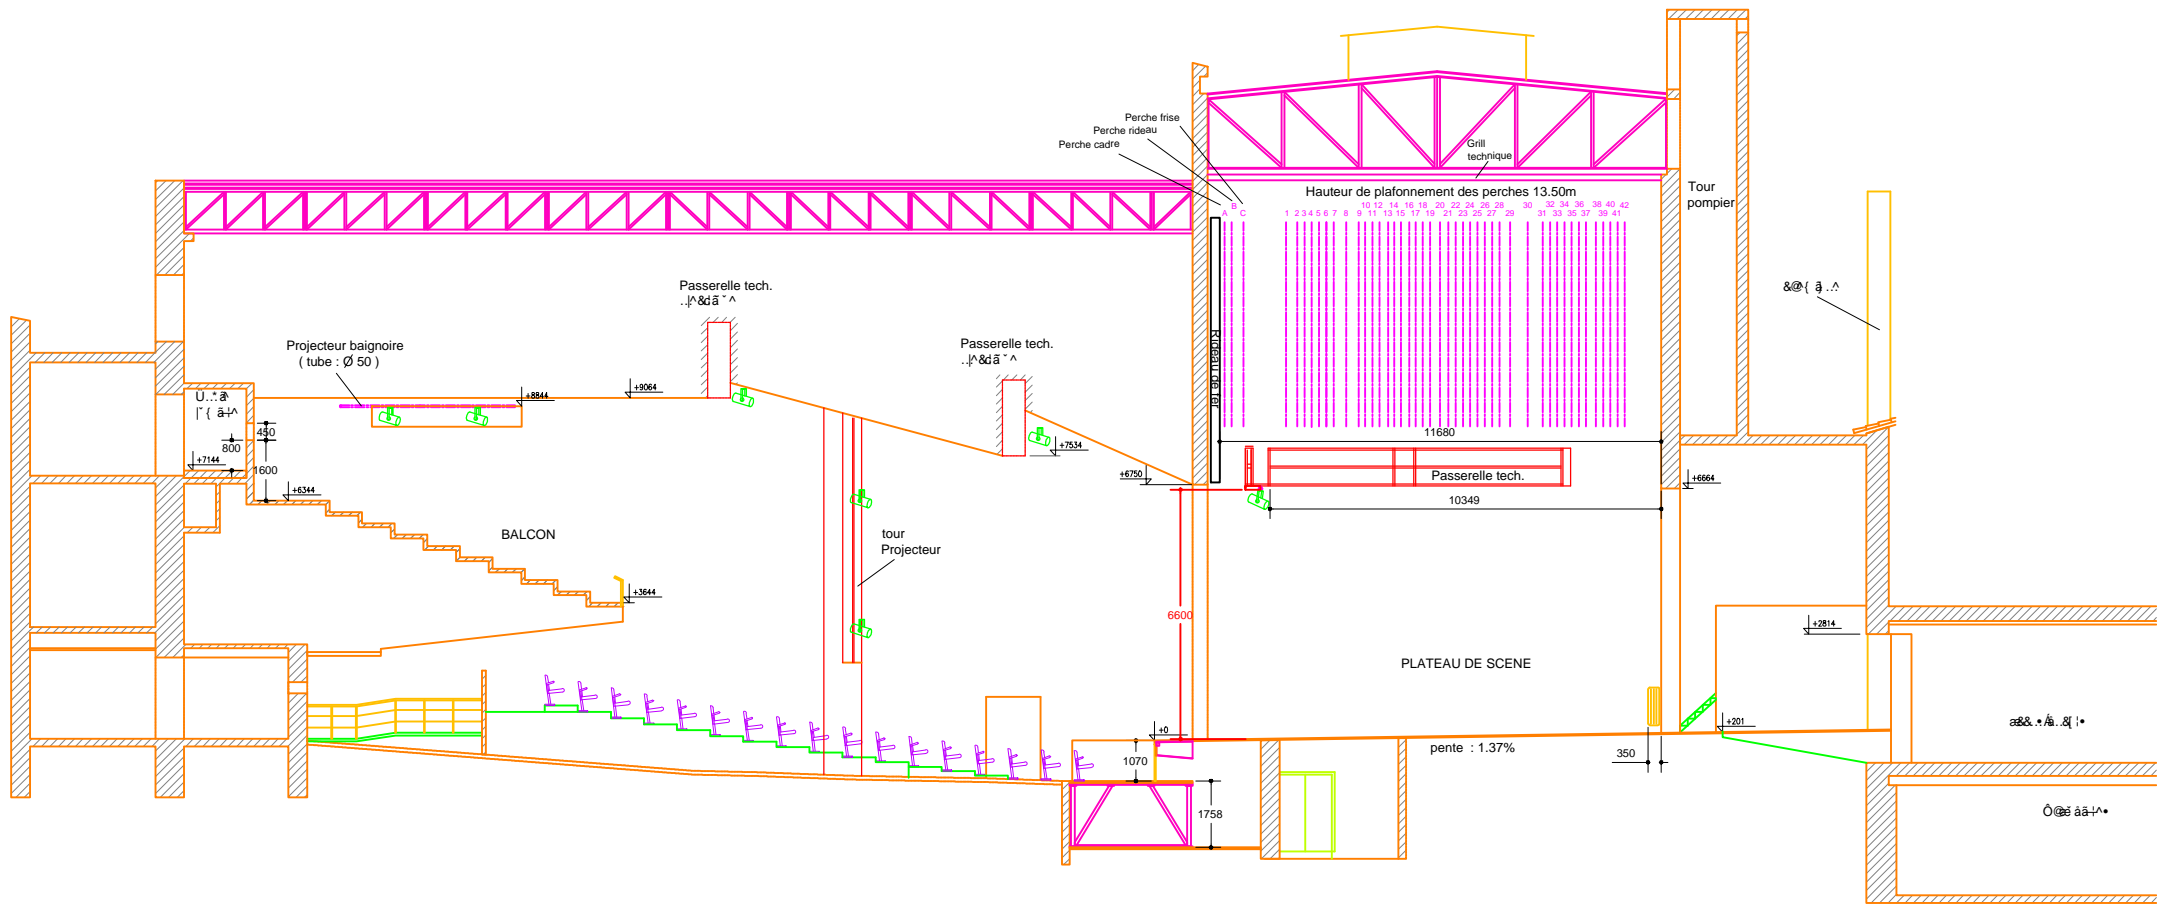 Perche frise
Perche rideau
Perche cadre
Grill
technique
Hauteur de plafonnement des perches 13.50m
Tour
pompier
A B C
10 12 14 16 18 20 22 24 26 28 30 32 34 36 38 40 42
1 2 3 4 5 6 7 8 9 11 13 15 17 19 21 23 25 27 29 31 33 35 37 39 41
Passerelle tech.
Projecteur baignoire
( tube : Ø 50 )
Passerelle tech.
Rideau de fer
+9064
+8844
450
800
+7144
1600
+6344
+7534
+6750
11680
Passerelle tech.
10349
+6664
BALCON
tour
Projecteur
+3644
6600
+2814
PLATEAU DE SCENE
+0
+201
1070
pente : 1.37%
350
1758